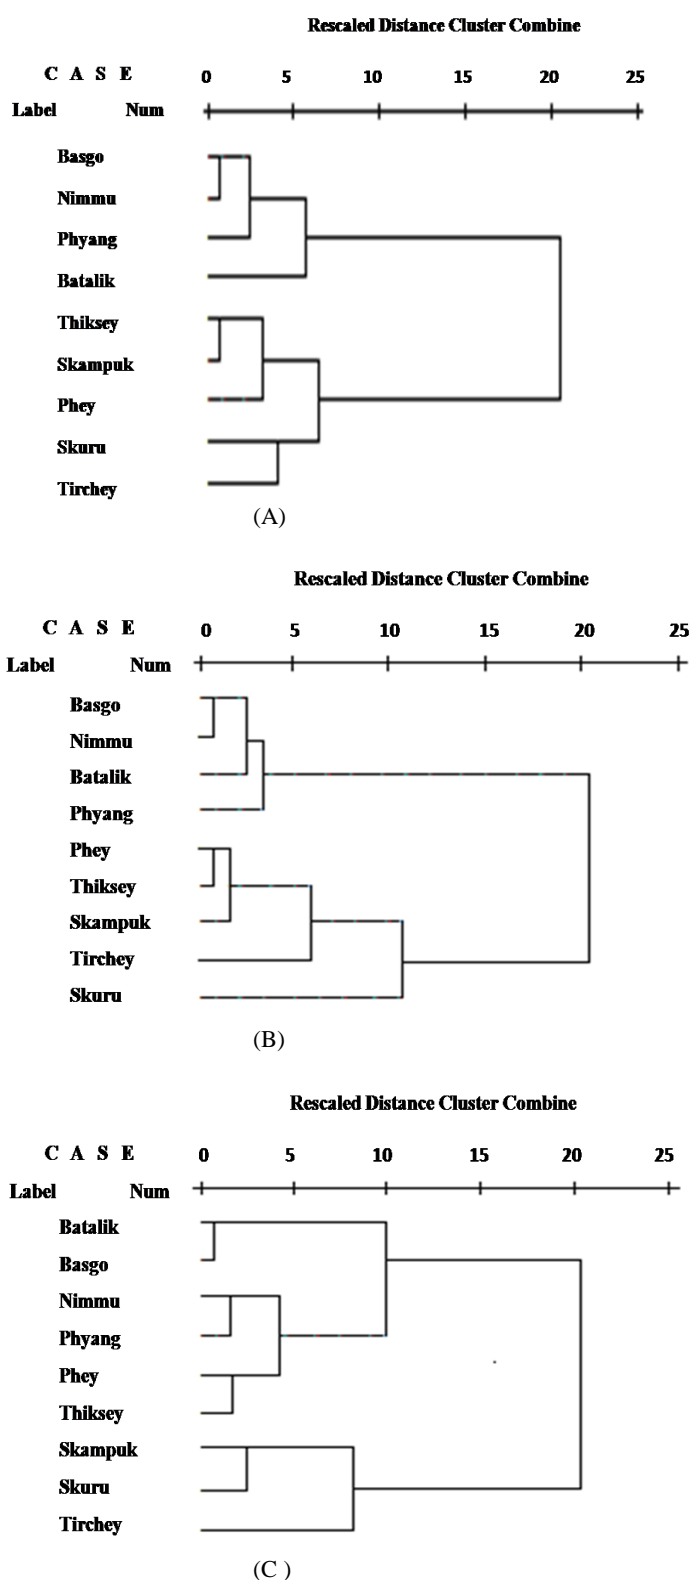 Rescaled Distance Cluster Combine
C A S E 0 5 10 15 20 25
Label Num
Basgo
Nimmu
Phyang
Batalik
Thiksey
Skampuk
Phey
Skuru
Tirchey
(A)
Rescaled Distance Cluster Combine
C A S E 0 5 10 15 20 25
Label Num
Basgo
Nimmu
Batalik
Phyang
Phey
Thiksey
Skampuk
Tirchey
Skuru
(B)
Rescaled Distance Cluster Combine
C A S E 0 5 10 15 20 25
Label Num
Batalik
Basgo
Nimmu
Phyang
Phey
Thiksey
Skampuk
Skuru
Tirchey
(C )